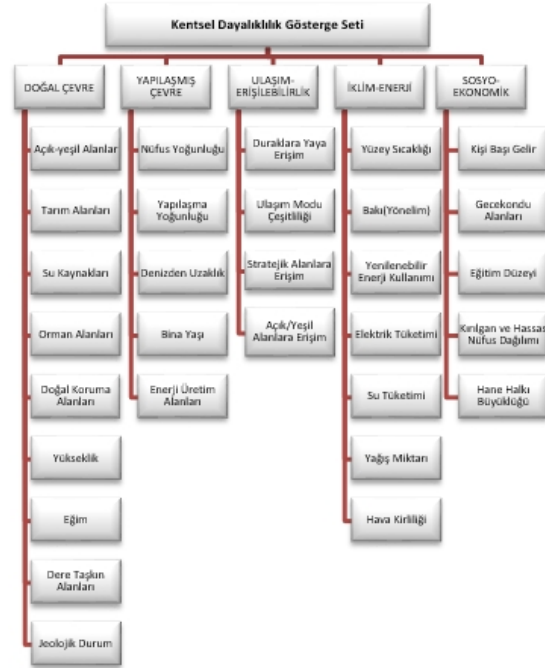 Kentsel Dayalıklılık Gösterge Seti
DOĞAL ÇEVRE
Açık-yeşil Alanlar
Tarım Alanları
Su Kaynakları
Orman Alanları
Doğal Koruma
Alanları
Yükseklik
Eğim
Dere Taşkın
Alanları
Jeolojik Durum
YAPILAŞMIŞ
ÇEVRE
Nüfus Yoğunluğu
Yapılaşma
Yoğunluğu
Denizden Uzaklık
Bina Yaşı
Enerji Üretim
Alanları
ULAŞIM-
ERİŞİLEBİLİRLİK
Duraklara Yaya
Erişim
Ulaşım Modu
Çeşitliliği
Stratejik Alanlara
Erişim
Açık/Yeşil
Alanlara Erişim
İKLİM-ENERJİ
Yüzey Sıcaklığı
Bakı(Yönelim)
Yenilenebilir
Enerji Kullanımı
Elektrik Tüketimi
Su Tüketimi
Yağış Miktarı
Hava Kirliliği
SOSYO-
EKONOMİK
Kişi Başı Gelir
Gecekondu
Alanları
Eğitim Düzeyi
Kırılgan ve Hassas
Nüfus Dağılımı
Hane Halkı
Büyüklüğü